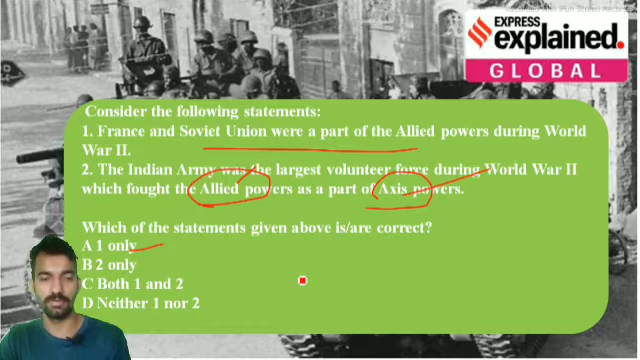 EXPRESS
explained.
GLOBAL
Consider the following statements:
1. France and Soviet Union were a part of the Allied powers during World
War II.
2. The Indian Army was the largest volunteer force during World War II
which fought the Allied powers as a part of Axis powers.
Which of the statements given above is/are correct?
A 1 only
B 2 only
C Both 1 and 2
D Neither 1 nor 2